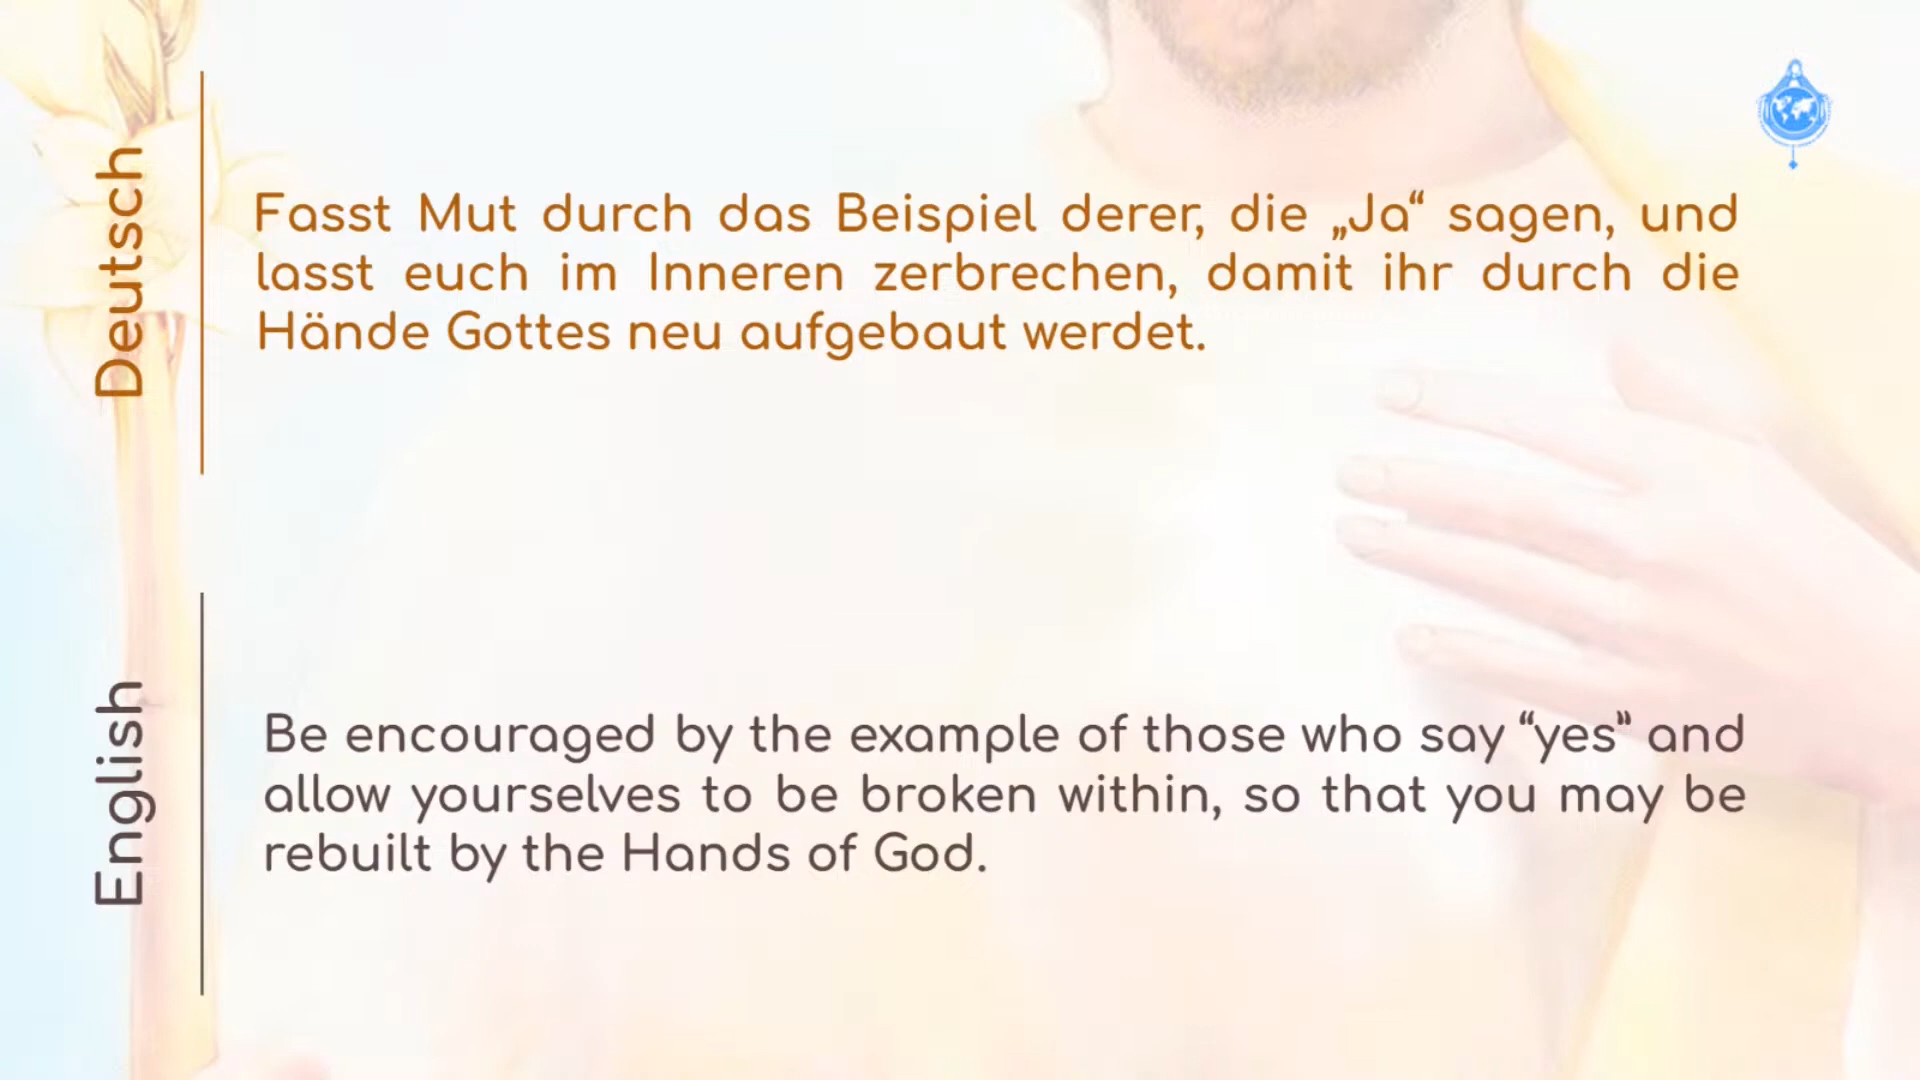 Deutsch
Fasst Mut durch das Beispiel derer, die „Ja“ sagen, und
lasst euch im Inneren zerbrechen, damit ihr durch die
Hände Gottes neu aufgebaut werdet.
English
Be encouraged by the example of those who say “yes” and
allow yourselves to be broken within, so that you may be
rebuilt by the Hands of God.